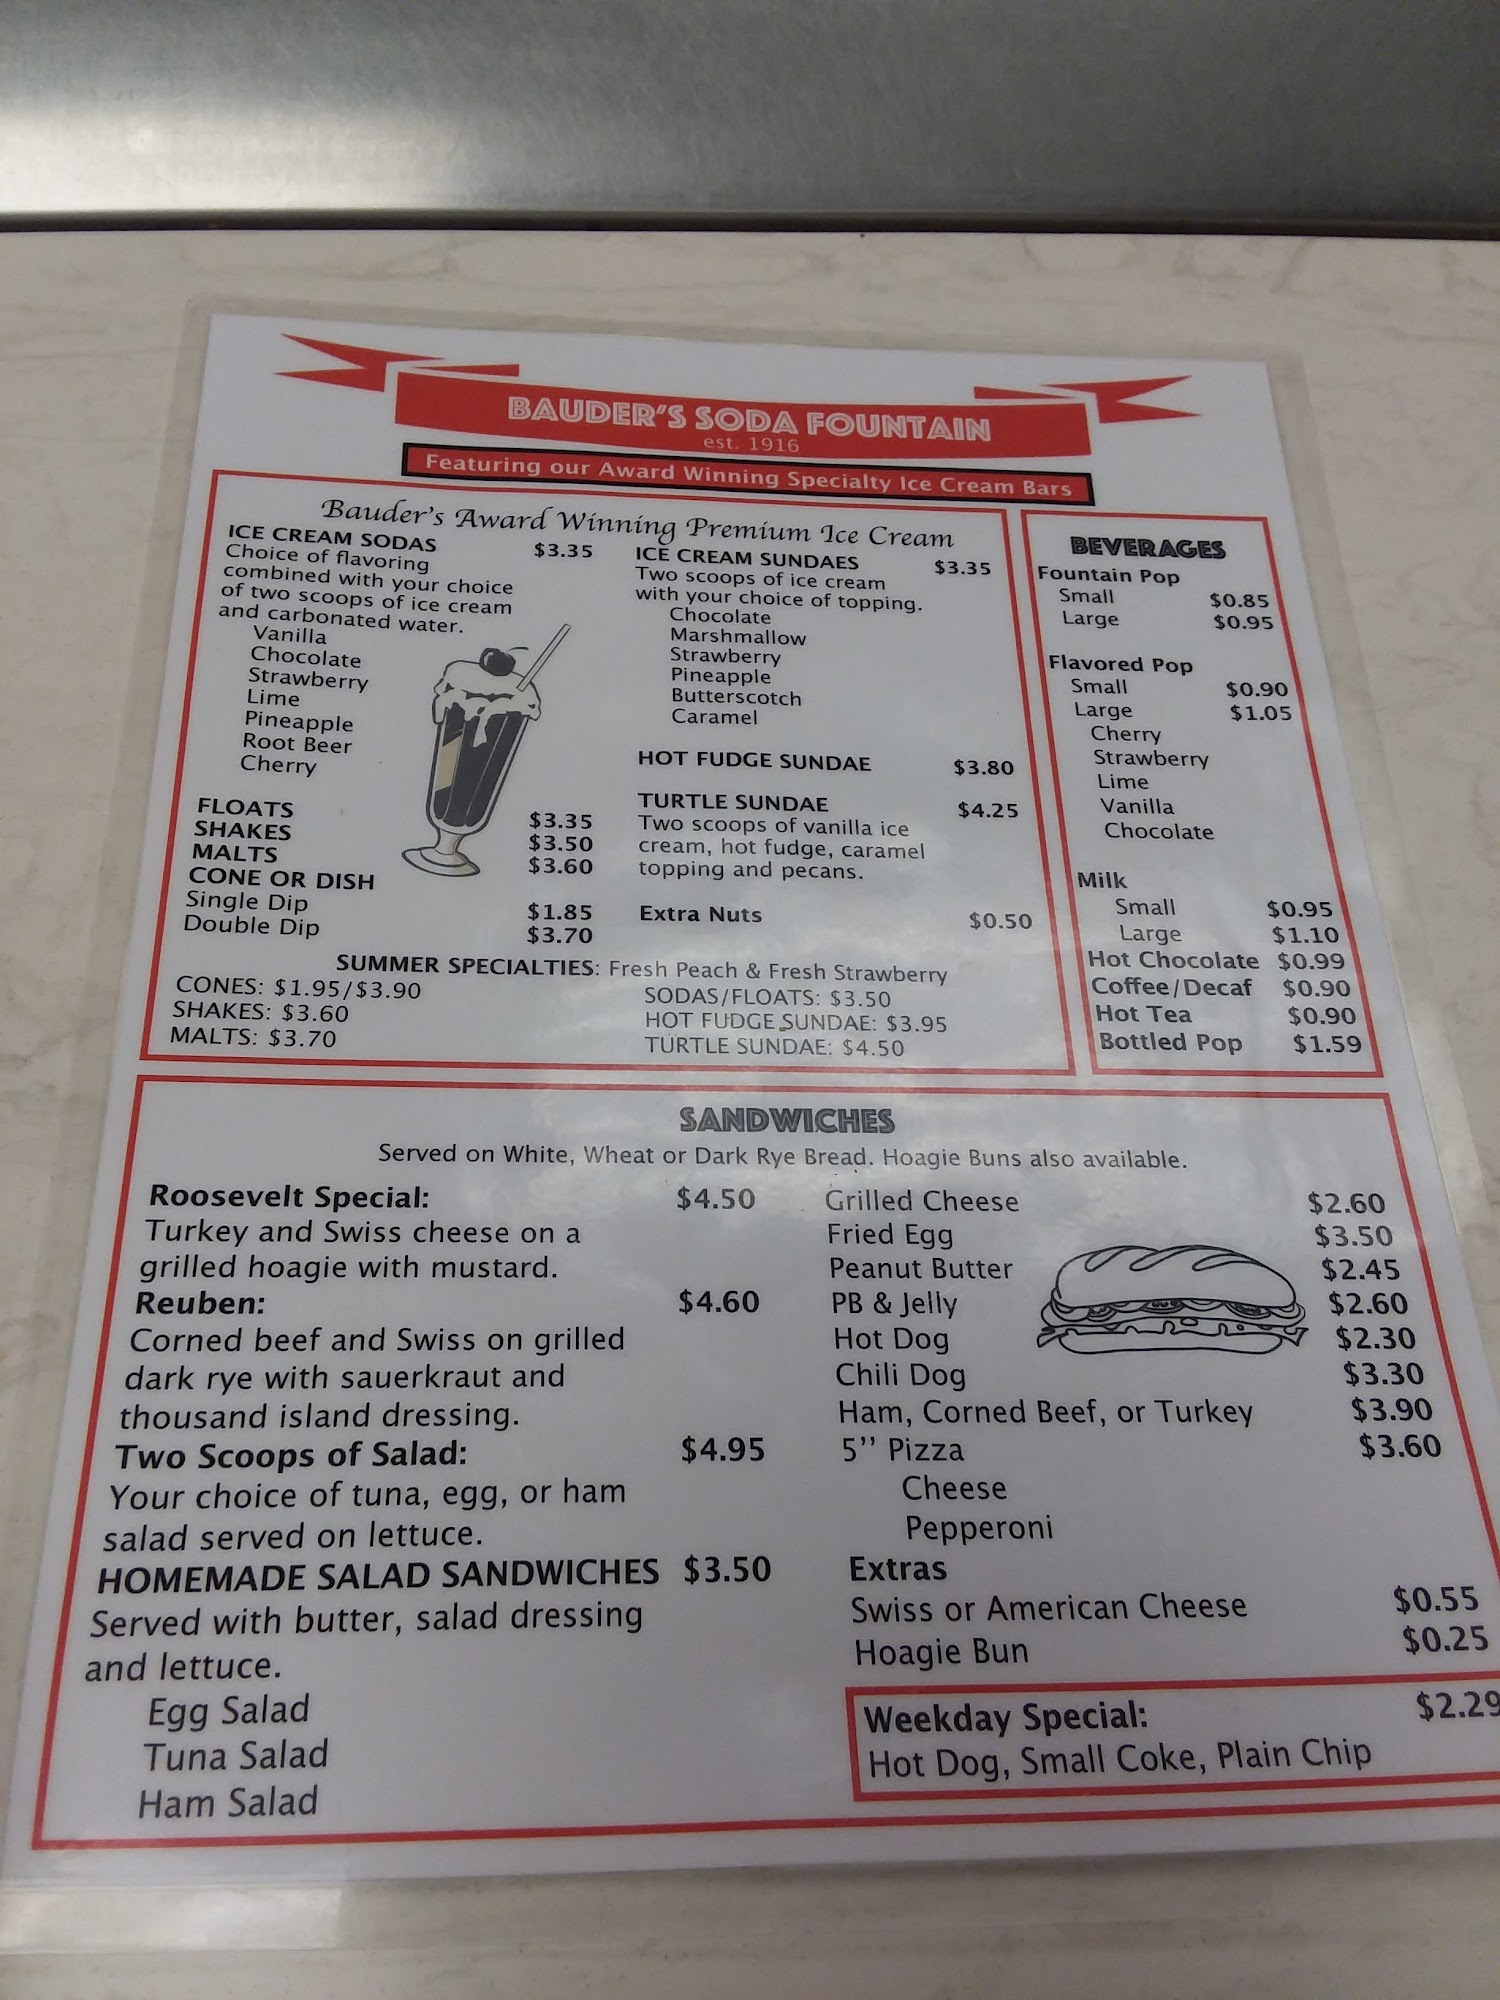 BAUDER'S SODA FOUNTAIN
est. 1916
Featuring our Award Winning Specialty Ice Cream Bars
Bauder's Award Winning Premium Ice Cream
ICE CREAM SODAS $3.35
Choice of flavoring
combined with your choice
of two scoops of ice cream
and carbonated water.
Vanilla
Chocolate
Strawberry
Lime
Pineapple
Root Beer
Cherry
FLOATS $3.35
SHAKES $3.50
MALTS $3.60
CONE OR DISH
Single Dip $1.85
Double Dip $3.70
ICE CREAM SUNDAES $3.35
Two scoops of ice cream
with your choice of topping.
Chocolate
Marshmallow
Strawberry
Pineapple
Butterscotch
Caramel
HOT FUDGE SUNDAE $3.80
TURTLE SUNDAE $4.25
Two scoops of vanilla ice
cream, hot fudge, caramel
topping and pecans.
Extra Nuts $0.50
SUMMER SPECIALTIES: Fresh Peach & Fresh Strawberry
CONES: $1.95/$3.90
SHAKES: $3.60
MALTS: $3.70
SODAS/FLOATS: $3.50
HOT FUDGE SUNDAE: $3.95
TURTLE SUNDAE: $4.50
BEVERAGES
Fountain Pop
Small $0.85
Large $0.95
Flavored Pop
Small $0.90
Large $1.05
Cherry
Strawberry
Lime
Vanilla
Chocolate
Milk
Small $0.95
Large $1.10
Hot Chocolate $0.99
Coffee/Decaf $0.90
Hot Tea $0.90
Bottled Pop $1.59
SANDWICHES
Served on White, Wheat or Dark Rye Bread. Hoagie Buns also available.
Roosevelt Special: $4.50
Turkey and Swiss cheese on a
grilled hoagie with mustard.
Reuben: $4.60
Corned beef and Swiss on grilled
dark rye with sauerkraut and
thousand island dressing.
Two Scoops of Salad: $4.95
Your choice of tuna, egg, or ham
salad served on lettuce.
HOMEMADE SALAD SANDWICHES $3.50
Served with butter, salad dressing
and lettuce.
Egg Salad
Tuna Salad
Ham Salad
Grilled Cheese $2.60
Fried Egg $3.50
Peanut Butter $2.45
PB & Jelly $2.60
Hot Dog $2.30
Chili Dog $3.30
Ham, Corned Beef, or Turkey $3.90
5'' Pizza $3.60
Cheese
Pepperoni
Extras
Swiss or American Cheese $0.55
Hoagie Bun $0.25
Weekday Special: $2.29
Hot Dog, Small Coke, Plain Chip